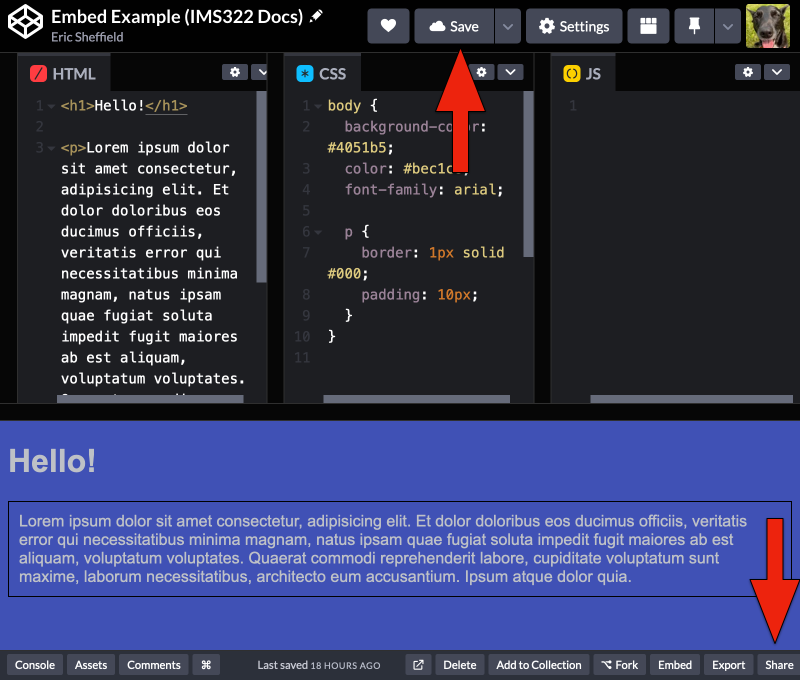 Embed Example (IMS322 Docs)
Eric Sheffield
Save
Settings
HTML
1 <h1>Hello!</h1>
2
3 <p>Lorem ipsum dolor
sit amet consectetur,
adipisicing elit. Et
dolor doloribus eos
ducimus officiis,
veritatis error qui
necessitatibus minima
magnam, natus ipsam
quae fugiat soluta
impedit fugit maiores
ab est aliquam,
voluptatum voluptates.
CSS
1 body {
2 background-color:
#4051b5;
3 color:
4 font-family: arial;
5
6 p {
7 border: 1px solid
#000;
8 padding: 10px;
9 }
10 }
11
JS
1
Hello!
Lorem ipsum dolor sit amet consectetur, adipisicing elit. Et dolor doloribus eos ducimus officiis, veritatis
error qui necessitatibus minima magnam, natus ipsam quae fugiat soluta impedit fugit maiores ab est
aliquam, voluptatum voluptates. Quaerat commodi reprehenderit labore, cupiditate voluptatum sunt
maxime, laborum necessitatibus, architecto eum accusantium. Ipsum atque dolor quia.
Console Assets Comments ⌘ Last saved 18 HOURS AGO Delete Add to Collection Fork Embed Export Share